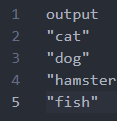 1 output
2 "cat"
3 "dog"
4 "hamster
5 "fish"